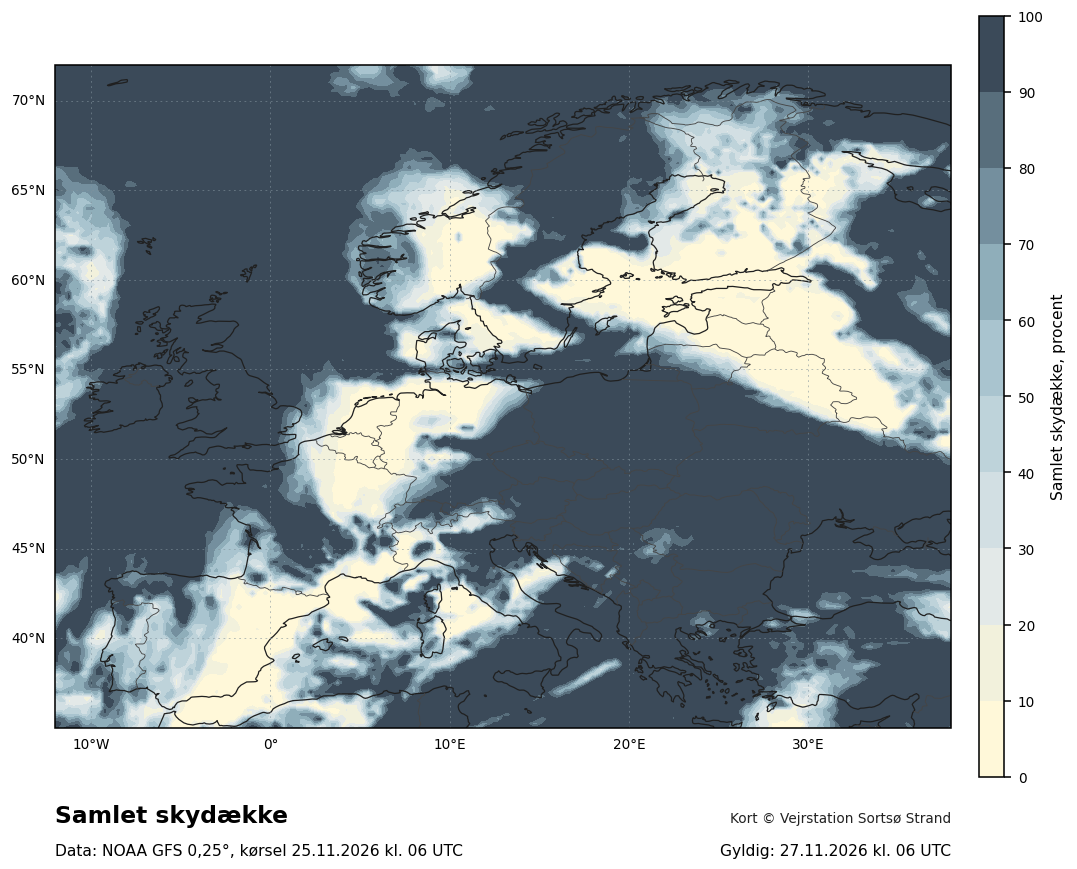 70°N
65°N
60°N
55°N
50°N
45°N
40°N
10°W
0°
10°E
20°E
30°E
100
90
80
70
60
50
40
30
20
10
0
Samlet skydække, procent
Samlet skydække
Kort © Vejrstation Sortsø Strand
Data: NOAA GFS 0,25°, kørsel 25.11.2026 kl. 06 UTC
Gyldig: 27.11.2026 kl. 06 UTC